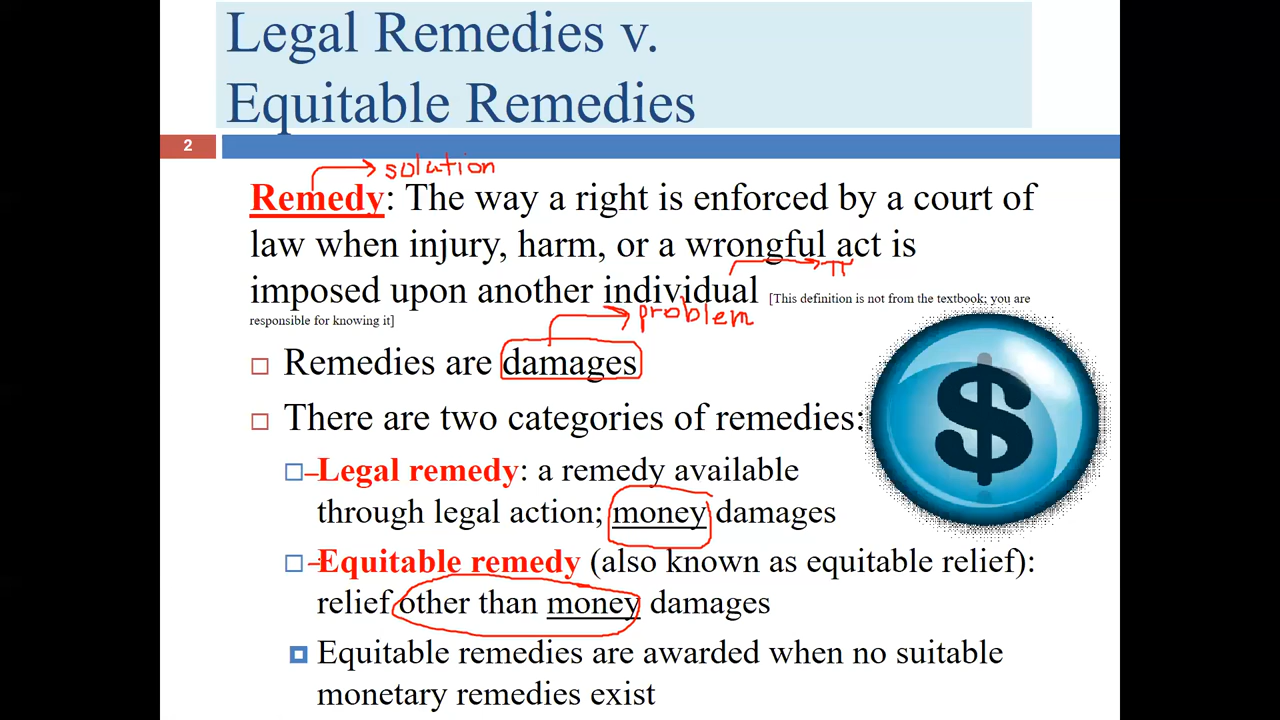 Legal Remedies v.
Equitable Remedies
2
solution
Remedy: The way a right is enforced by a court of
law when injury, harm, or a wrongful act is
π
imposed upon another individual [This definition is not from the textbook; you are
responsible for knowing it]
problem
Remedies are damages
There are two categories of remedies:
Legal remedy: a remedy available
through legal action; money damages
Equitable remedy (also known as equitable relief):
relief other than money damages
Equitable remedies are awarded when no suitable
monetary remedies exist
$